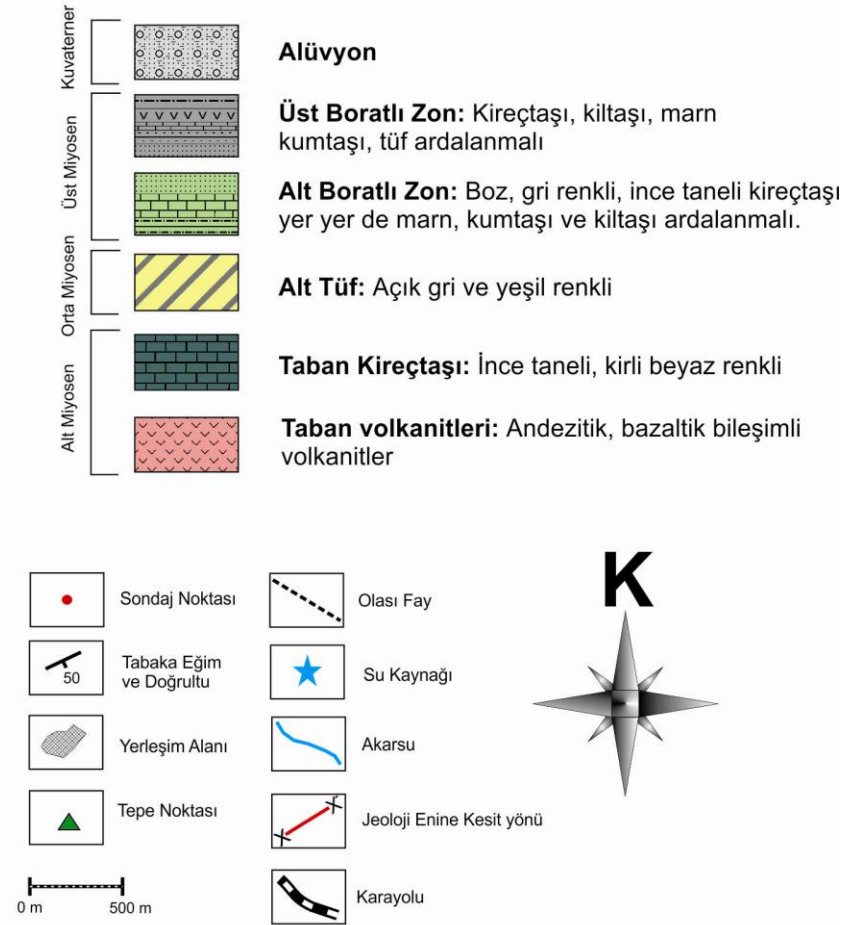 Kuvaterner
Alüvyon
Üst Miyosen
Üst Boratlı Zon: Kireçtaşı, kiltaşı, marn
kumtaşı, tüf ardalanmalı
Alt Boratlı Zon: Boz, gri renkli, ince taneli kireçtaşı
yer yer de marn, kumtaşı ve kiltaşı ardalanmalı.
Orta Miyosen
Alt Tüf: Açık gri ve yeşil renkli
Alt Miyosen
Taban Kireçtaşı: İnce taneli, kirli beyaz renkli
Taban volkanitleri: Andezitik, bazaltik bileşimli
volkanitler
Sondaj Noktası
50
Tabaka Eğim
ve Doğrultu
Yerleşim Alanı
Tepe Noktası
0 m
500 m
Olası Fay
Su Kaynağı
Akarsu
Jeoloji Enine Kesit yönü
Karayolu
K